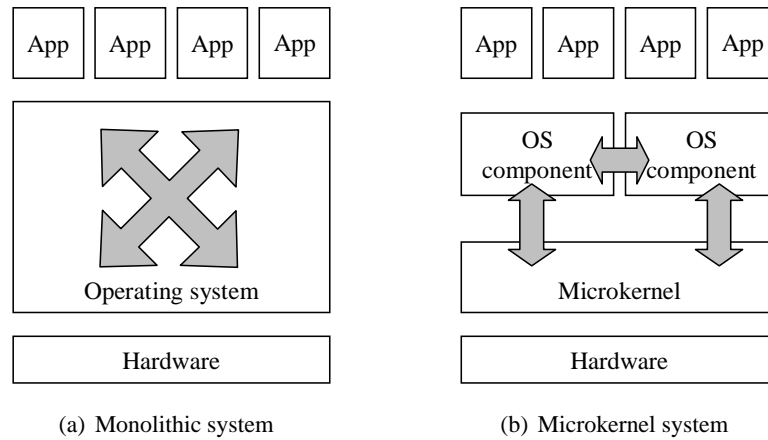 App App App App
Operating system
Hardware
(a) Monolithic system
App App App App
OS component
OS component
Microkernel
Hardware
(b) Microkernel system